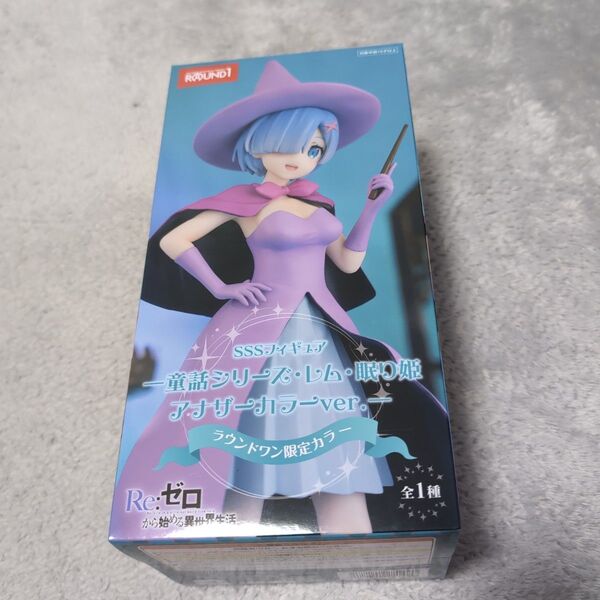 ROUND1
SSSフィギュア
―童話シリーズ・レム・眠り姫
アナザーカラーver.―
ラウンドワン限定カラー
全1種
Re:ゼロ
から始める異世界生活